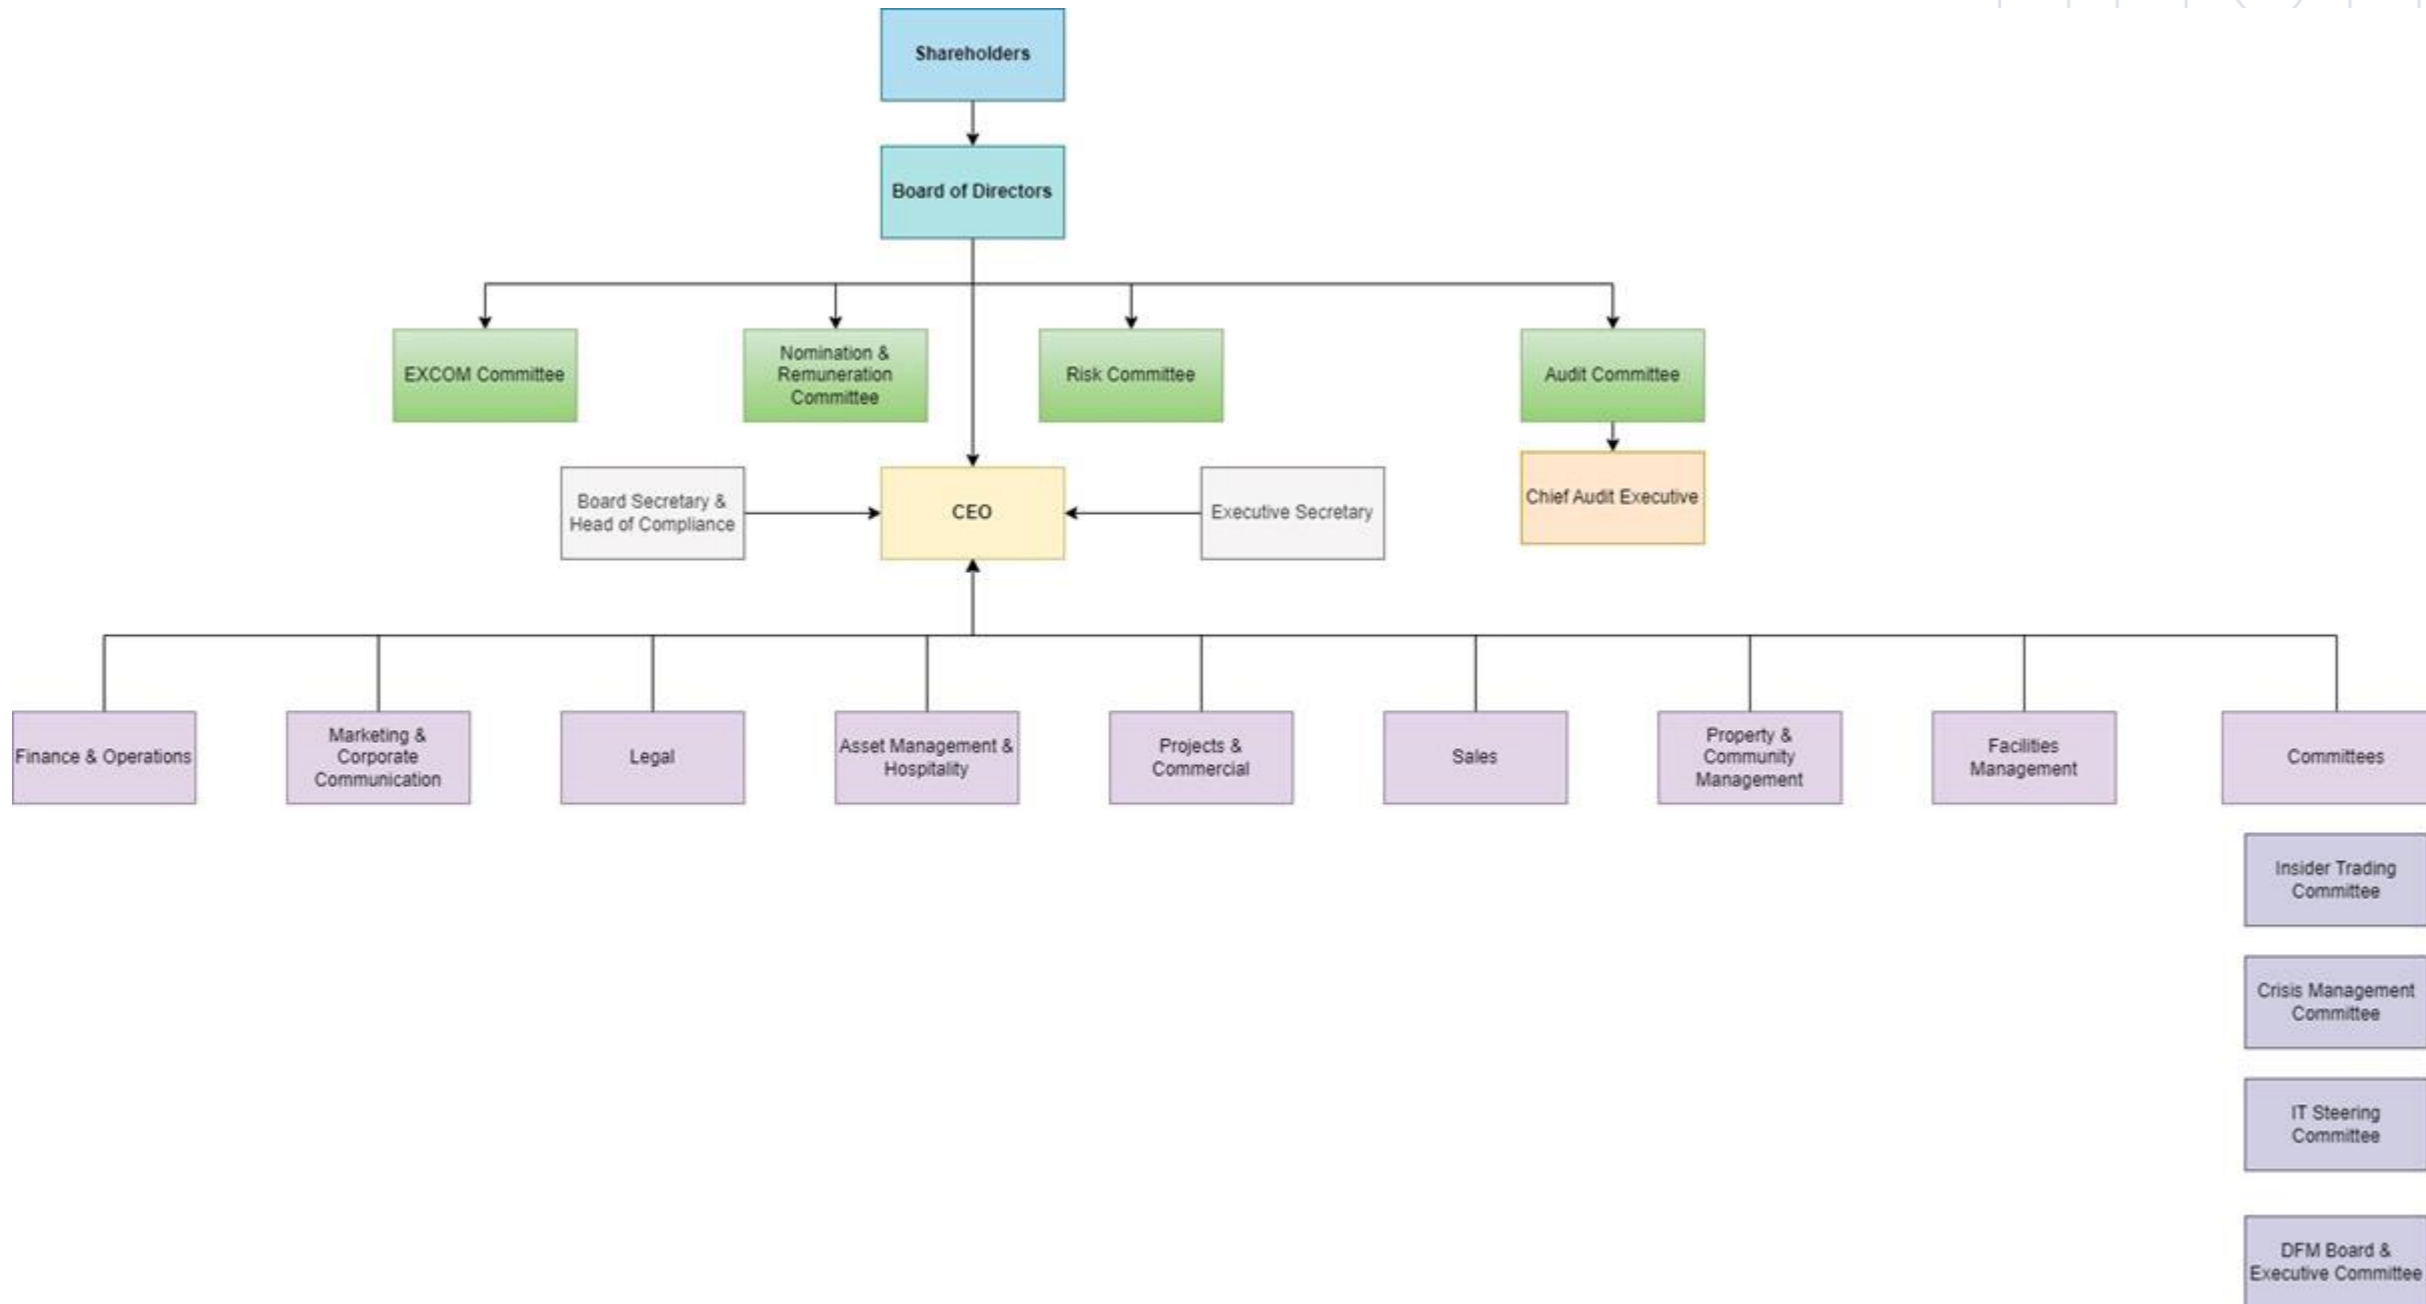 Shareholders
Board of Directors
EXCOM Committee
Nomination &
Remuneration
Committee
Risk Committee
Audit Committee
Board Secretary &
Head of Compliance
CEO
Executive Secretary
Chief Audit Executive
Finance & Operations
Marketing &
Corporate
Communication
Legal
Asset Management &
Hospitality
Projects &
Commercial
Sales
Property &
Community
Management
Facilities
Management
Committees
Insider Trading
Committee
Crisis Management
Committee
IT Steering
Committee
DFM Board &
Executive Committee